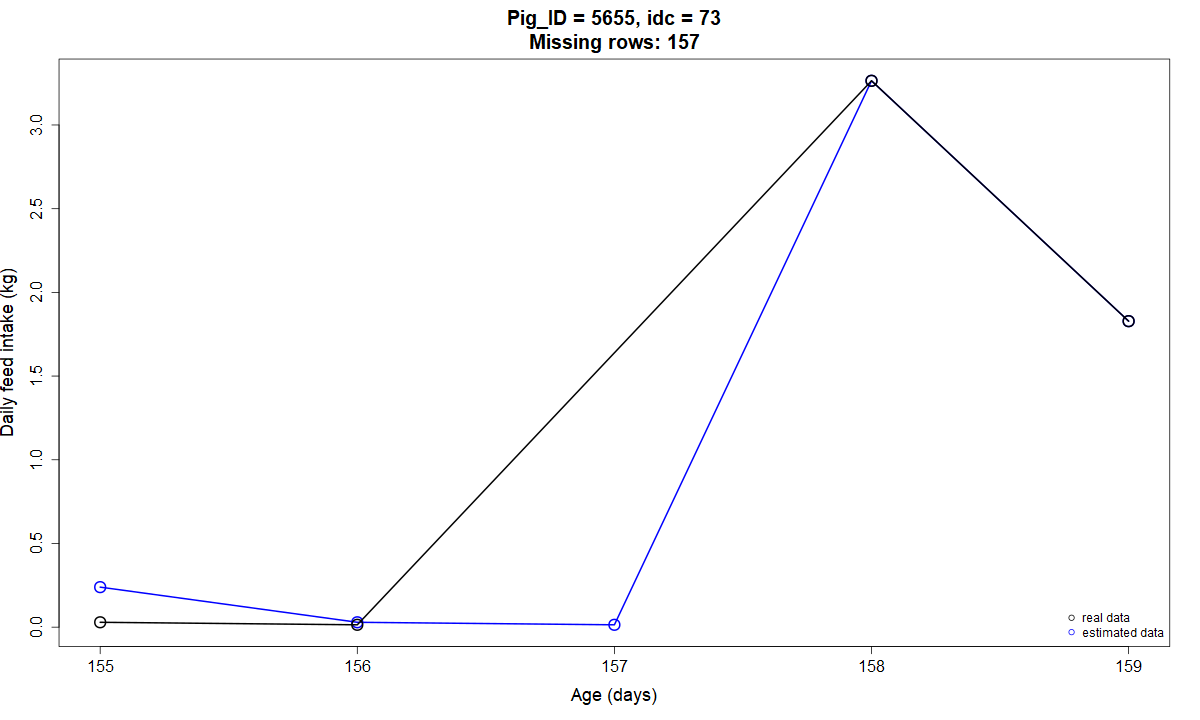 Pig_ID = 5655, idc = 73
Missing rows: 157
Daily feed intake (kg)
3.0
2.5
2.0
1.5
1.0
0.5
0.0
real data
estimated data
155 156 157 158 159
Age (days)